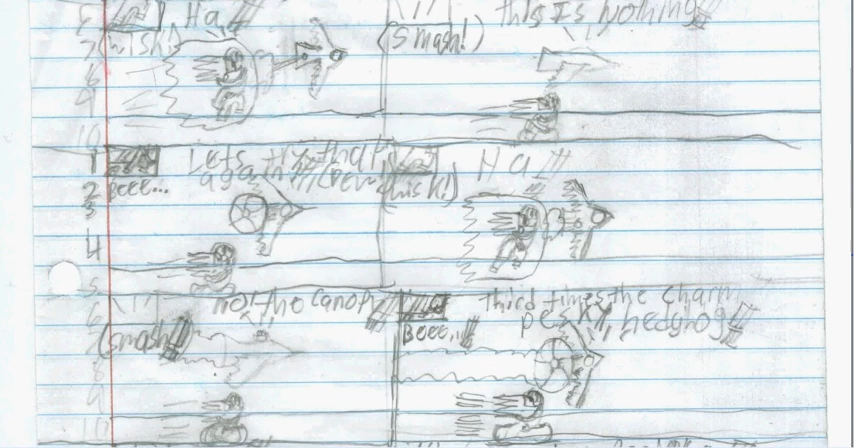 Ha!!
this Is nothing!!
(Smash!)
Lets try that
again!!!
Beee...
Ha!!
not the canopy!!
(smash!!
third times the charm
pesky, hedgehog!!
Beee...!!